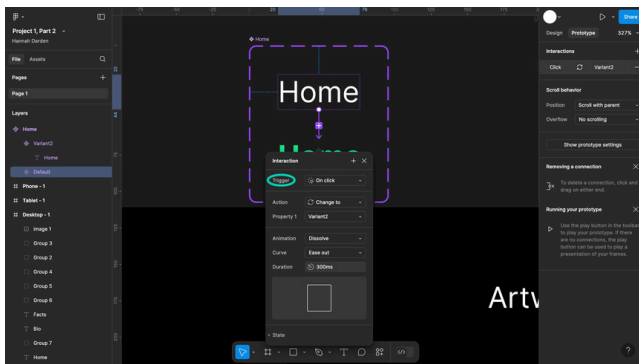 Project 1, Part 2
Hannah Darden
File Assets
Pages
Page 1
Layers
Home
Variant2
Home
Default
Phone - 1
Tablet - 1
Desktop - 1
Image 1
Group 3
Group 2
Group 4
Group 5
Group 6
Facts
Bio
Group 7
Home
Home
Home
Home
Interaction
Trigger On click
Action Change to
Property 1 Variant2
Animation Dissolve
Curve Ease out
Duration 300ms
State
Artw
Share
Design Prototype 327%
Interactions
Click Variant2
Scroll behavior
Position Scroll with parent
Overflow No scrolling
Show prototype settings
Removing a connection
To delete a connection, click and
drag on either end.
Running your prototype
Use the play button in the toolbar
to play your prototype. If there
are no connections, the play
button can be used to play a
presentation of your frames.
?